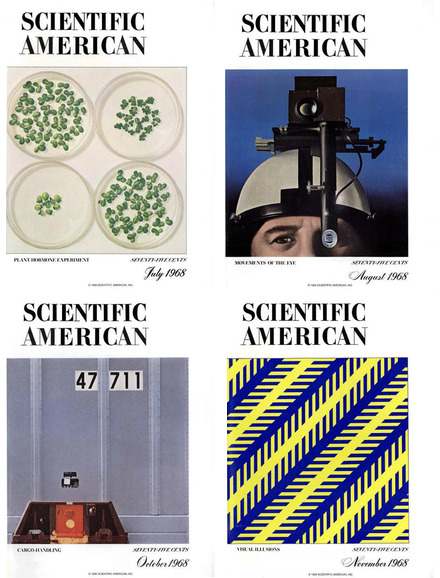 SCIENTIFIC
AMERICAN
PLANT HORMONE EXPERIMENT
SEVENTY-FIVE CENTS
July 1968
© 1968 SCIENTIFIC AMERICAN, INC.
SCIENTIFIC
AMERICAN
MOVEMENTS OF THE EYE
SEVENTY-FIVE CENTS
August 1968
© 1968 SCIENTIFIC AMERICAN, INC.
SCIENTIFIC
AMERICAN
47 711
CARGO-HANDLING
SEVENTY-FIVE CENTS
October 1968
© 1968 SCIENTIFIC AMERICAN, INC.
SCIENTIFIC
AMERICAN
VISUAL ILLUSIONS
SEVENTY-FIVE CENTS
November 1968
© 1968 SCIENTIFIC AMERICAN, INC.